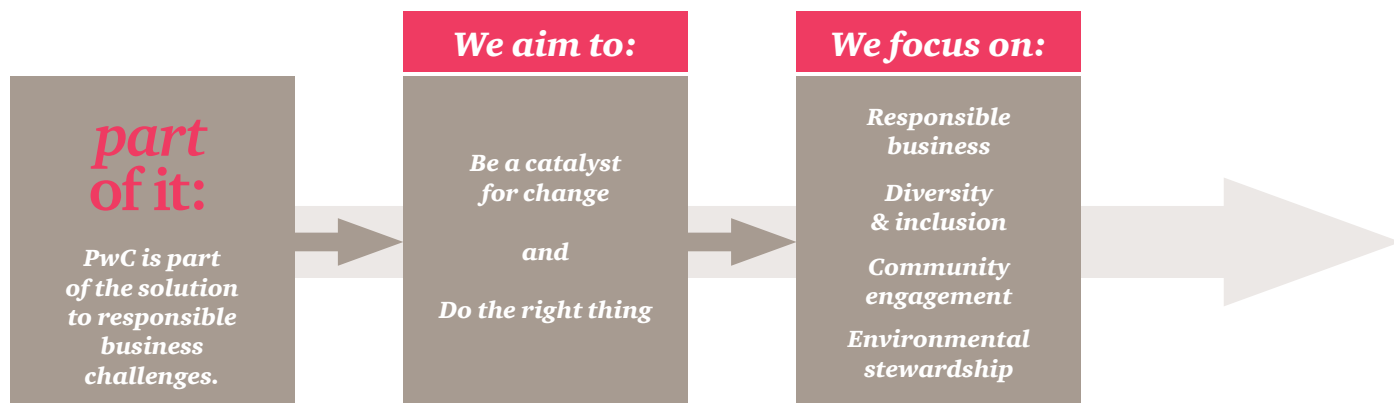 part
of it:
PwC is part
of the solution
to responsible
business
challenges.
We aim to:
Be a catalyst
for change
and
Do the right thing
We focus on:
Responsible
business
Diversity
& inclusion
Community
engagement
Environmental
stewardship